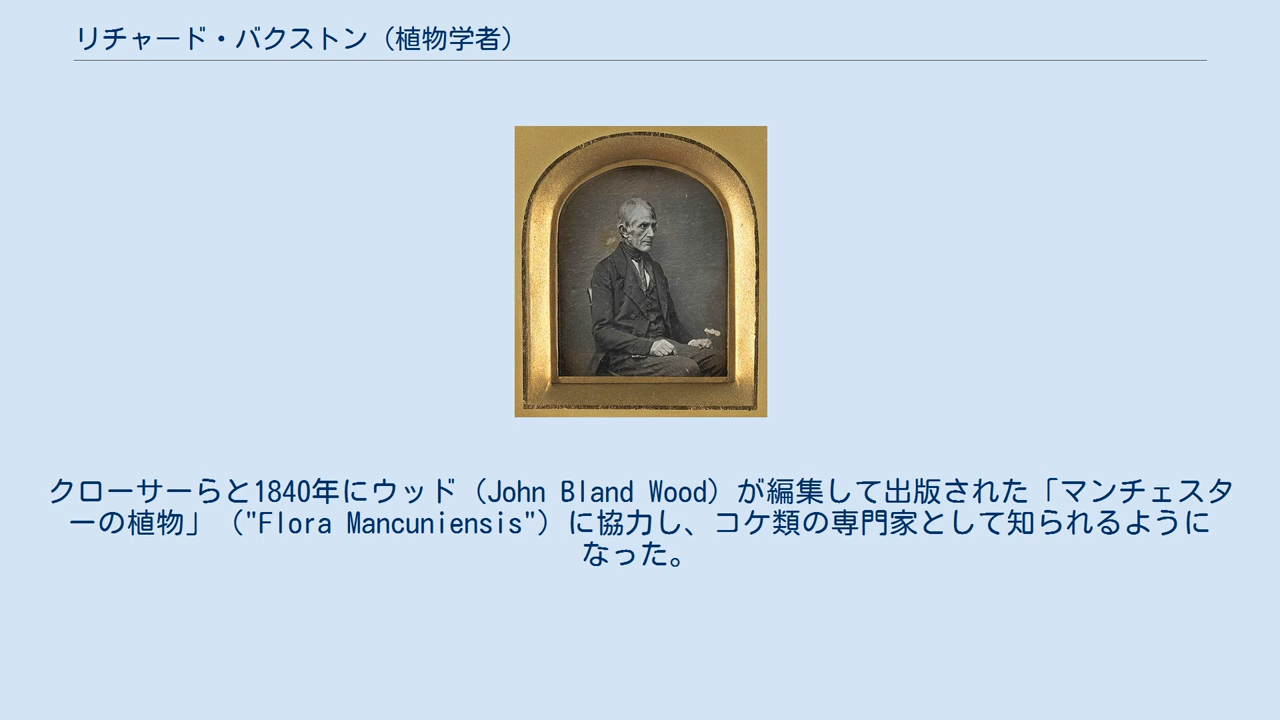 リチャード・バクストン（植物学者）
クローサーらと1840年にウッド（John Bland Wood）が編集して出版された「マンチェスタ
ーの植物」（"Flora Mancuniensis"）に協力し、コケ類の専門家として知られるように
なった。